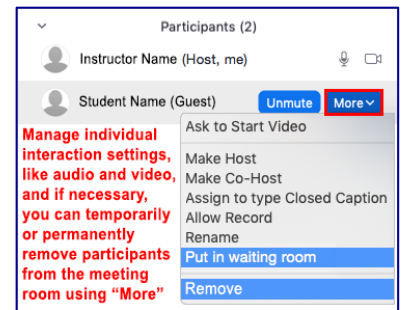 Participants (2)
Instructor Name (Host, me)
Student Name (Guest) Unmute More
Manage individual
interaction settings,
like audio and video,
and if necessary,
you can temporarily
or permanently
remove participants
from the meeting
room using “More”
Ask to Start Video
Make Host
Make Co-Host
Assign to type Closed Caption
Allow Record
Rename
Put in waiting room
Remove